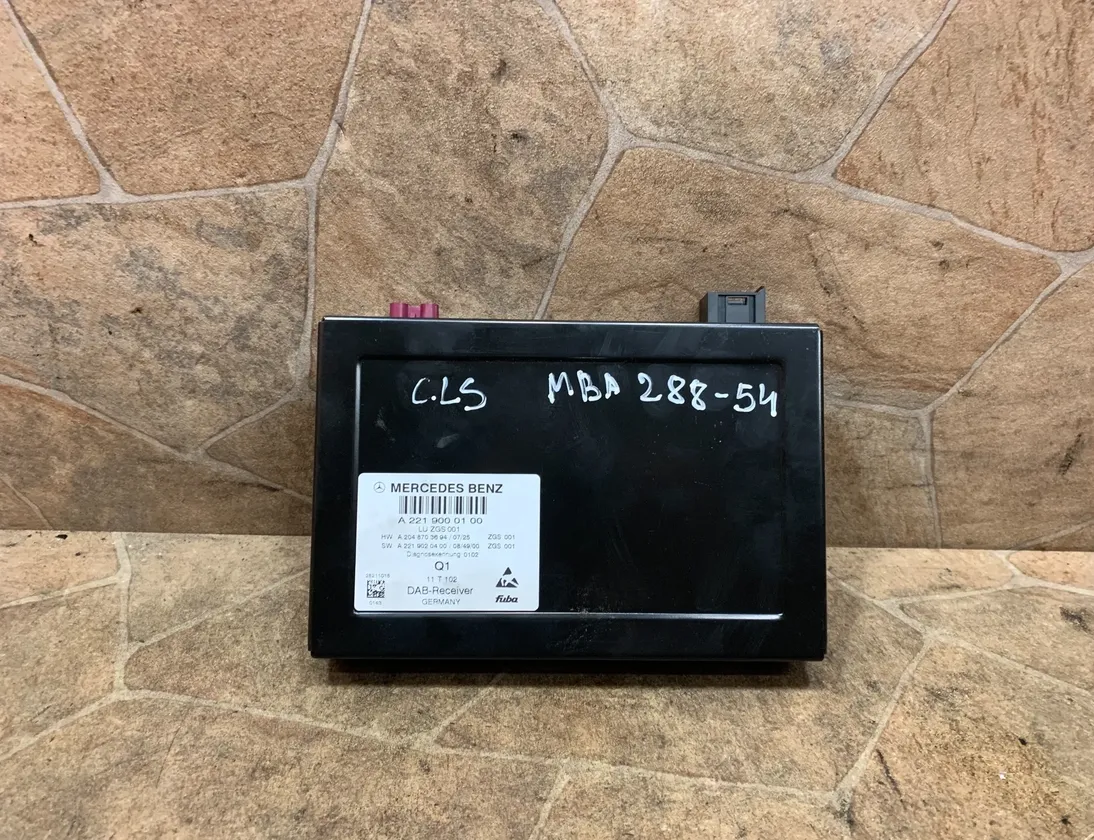 C.LS MBA 288-54
MERCEDES BENZ
A 221 900 01 00
LU ZGS 001
HW. A 204 870 36 94 / 07/25 ZGS 001
SW. A 221 902 04 00 / 08/49/00 ZGS 001
Diagnosekennung: 0102
Q1
11 T 102
DAB-Receiver
GERMANY
fuba